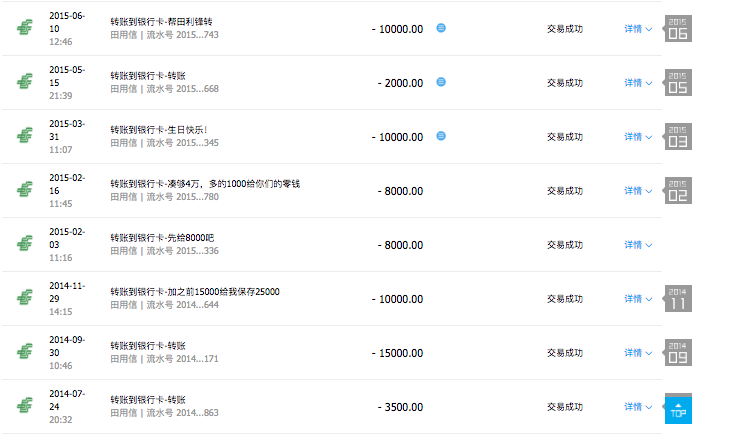 2015-06-10
12:46
转账到银行卡-帮田利锋转
田用信 | 流水号 2015...743
- 10000.00
交易成功
详情
2015
06
2015-05-15
21:39
转账到银行卡-转账
田用信 | 流水号 2015...668
- 2000.00
交易成功
详情
2015
05
2015-03-31
11:07
转账到银行卡-生日快乐！
田用信 | 流水号 2015...345
- 10000.00
交易成功
详情
2015
03
2015-02-16
11:45
转账到银行卡-凑够4万，多的1000给你们的零钱
田用信 | 流水号 2015...780
- 8000.00
交易成功
详情
2015
02
2015-02-03
11:16
转账到银行卡-先给8000吧
田用信 | 流水号 2015...336
- 8000.00
交易成功
详情
2014-11-29
14:15
转账到银行卡-加之前15000给我保存25000
田用信 | 流水号 2014...644
- 10000.00
交易成功
详情
2014
11
2014-09-30
10:46
转账到银行卡-转账
田用信 | 流水号 2014...171
- 15000.00
交易成功
详情
2014
09
2014-07-24
20:32
转账到银行卡-转账
田用信 | 流水号 2014...863
- 3500.00
交易成功
详情
TOP